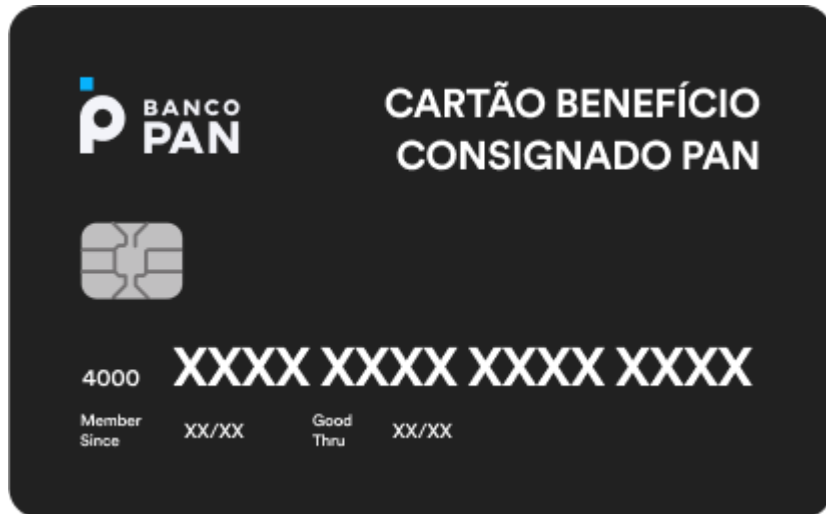 BANCO
PAN
CARTÃO BENEFÍCIO
CONSIGNADO PAN
4000 XXXX XXXX XXXX XXXX
Member
Since
XX/XX
Good
Thru
XX/XX